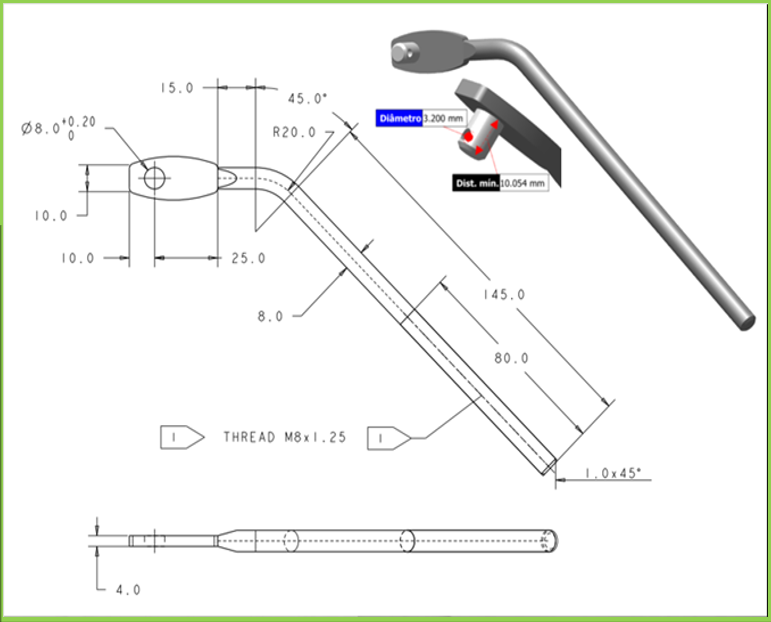 15.0
45.0°
Ø8.0 +0.20
0
R20.0
Diâmetro 3.200 mm
Dist. mín. 10.054 mm
10.0
10.0
25.0
8.0
145.0
80.0
1 THREAD M8x1.25 1
1.0x45°
4.0